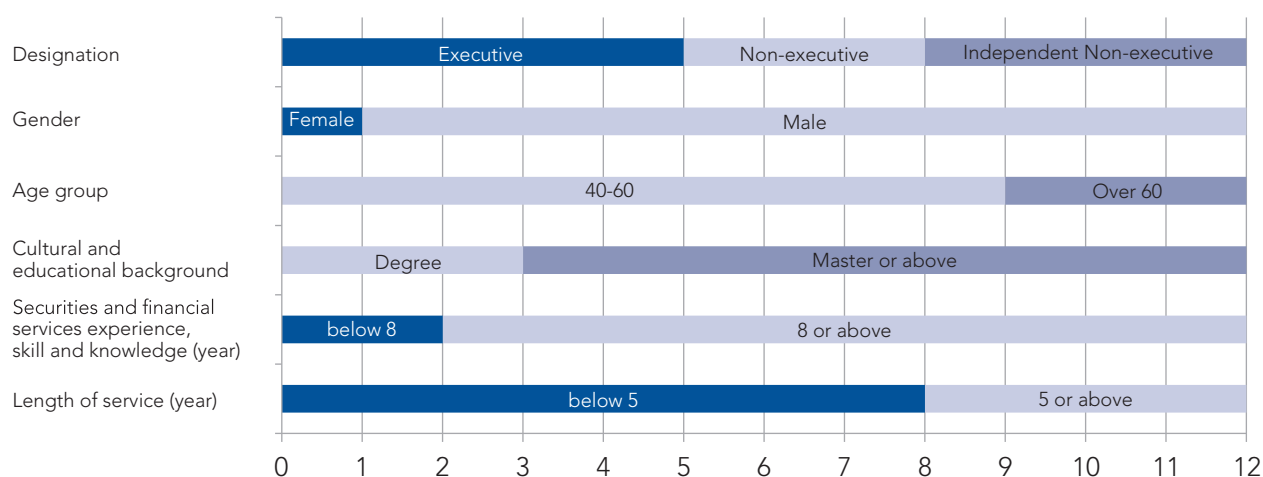 Designation
Executive
Non-executive
Independent Non-executive
Gender
Female
Male
Age group
40-60
Over 60
Cultural and
educational background
Degree
Master or above
Securities and financial
services experience,
skill and knowledge (year)
below 8
8 or above
Length of service (year)
below 5
5 or above
0 1 2 3 4 5 6 7 8 9 10 11 12